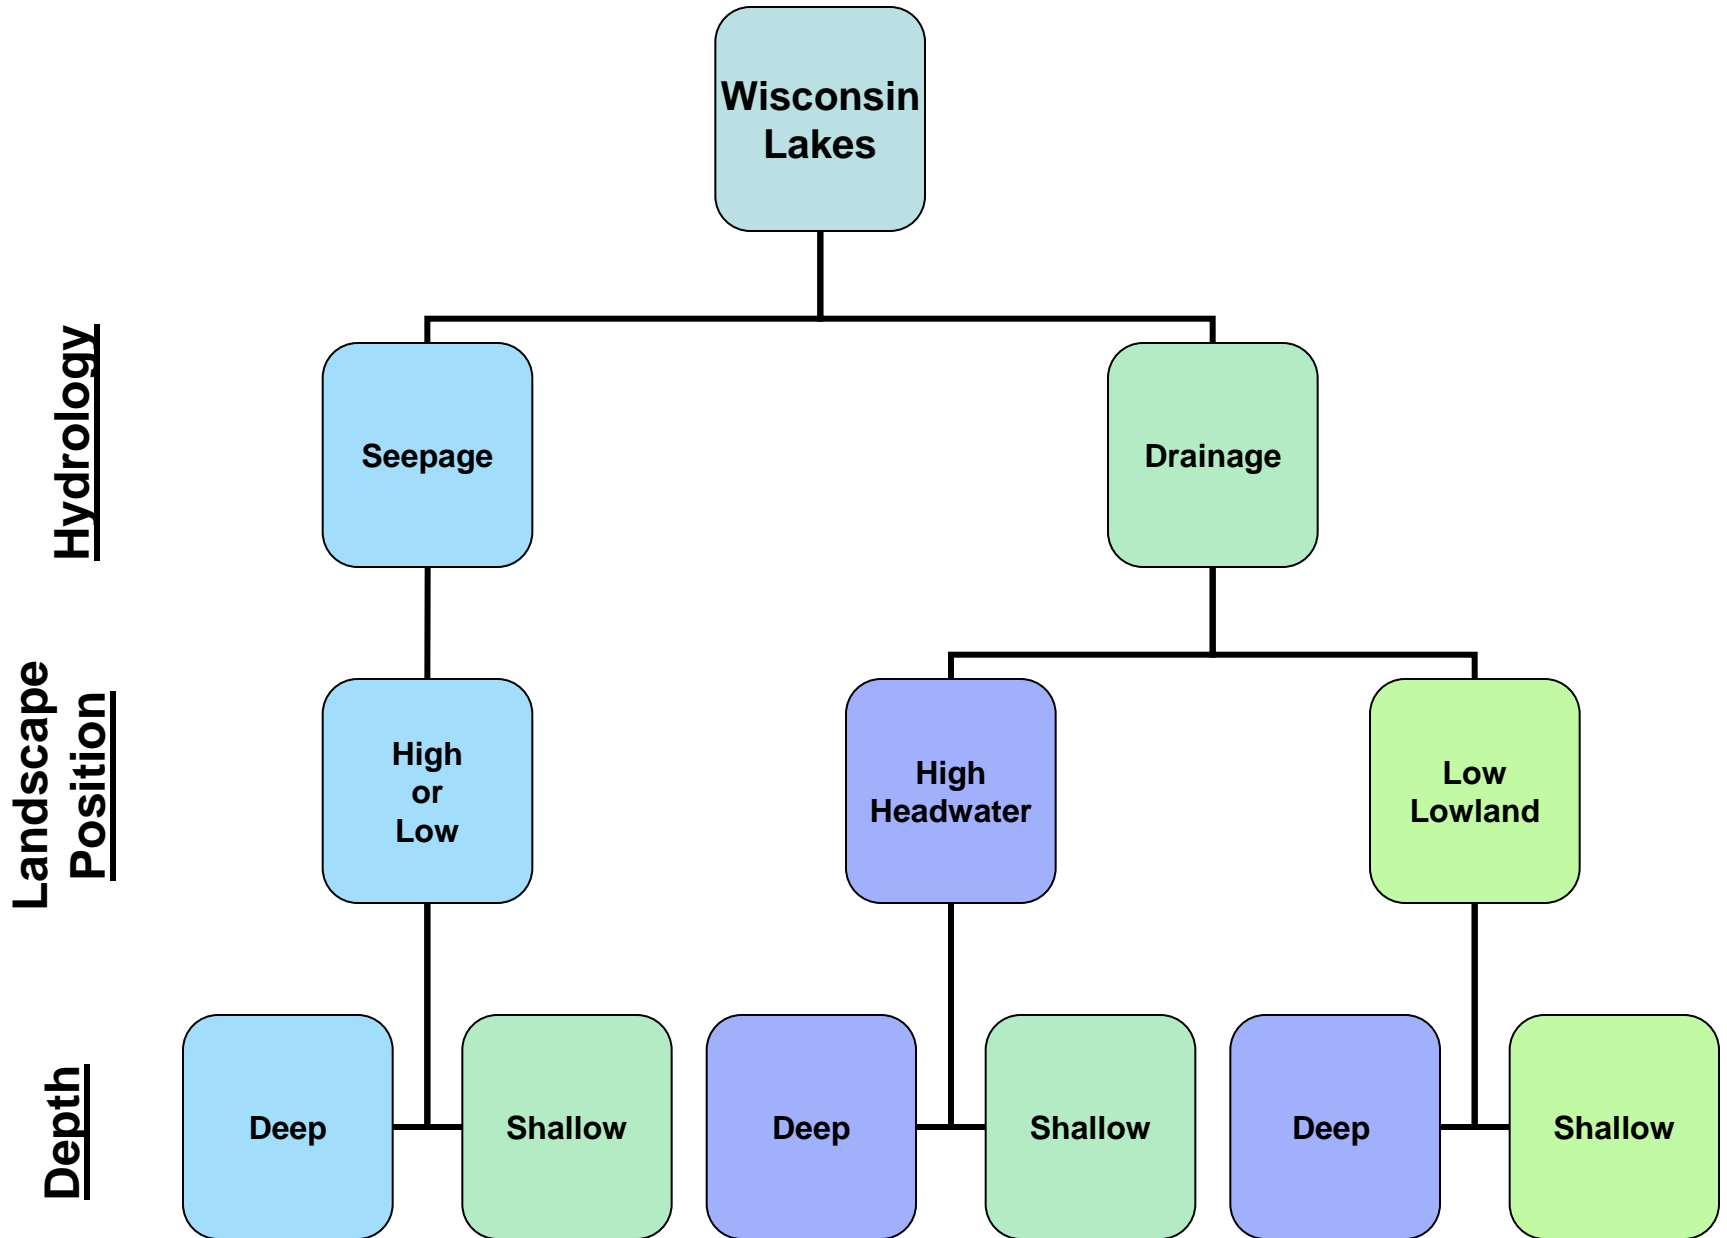 Wisconsin
Lakes
Hydrology
Seepage
Drainage
Landscape
Position
High
or
Low
High
Headwater
Low
Lowland
Depth
Deep
Shallow
Deep
Shallow
Deep
Shallow